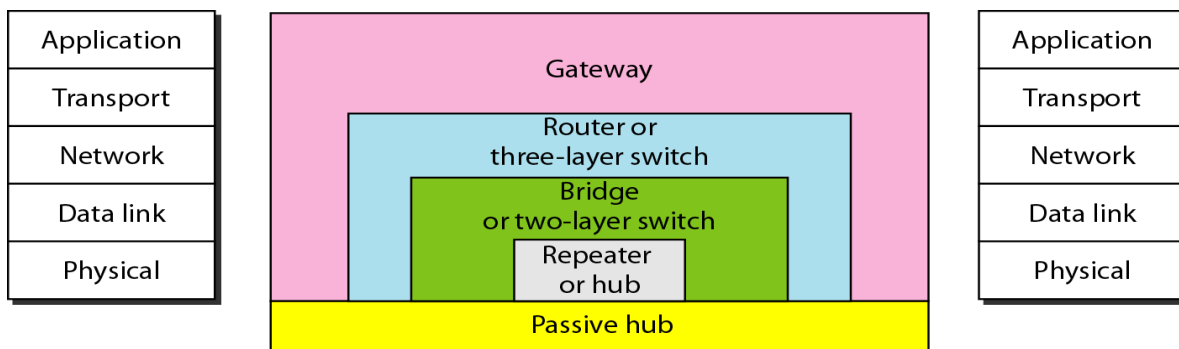 Application
Transport
Network
Data link
Physical
Gateway
Router or
three-layer switch
Bridge
or two-layer switch
Repeater
or hub
Passive hub
Application
Transport
Network
Data link
Physical